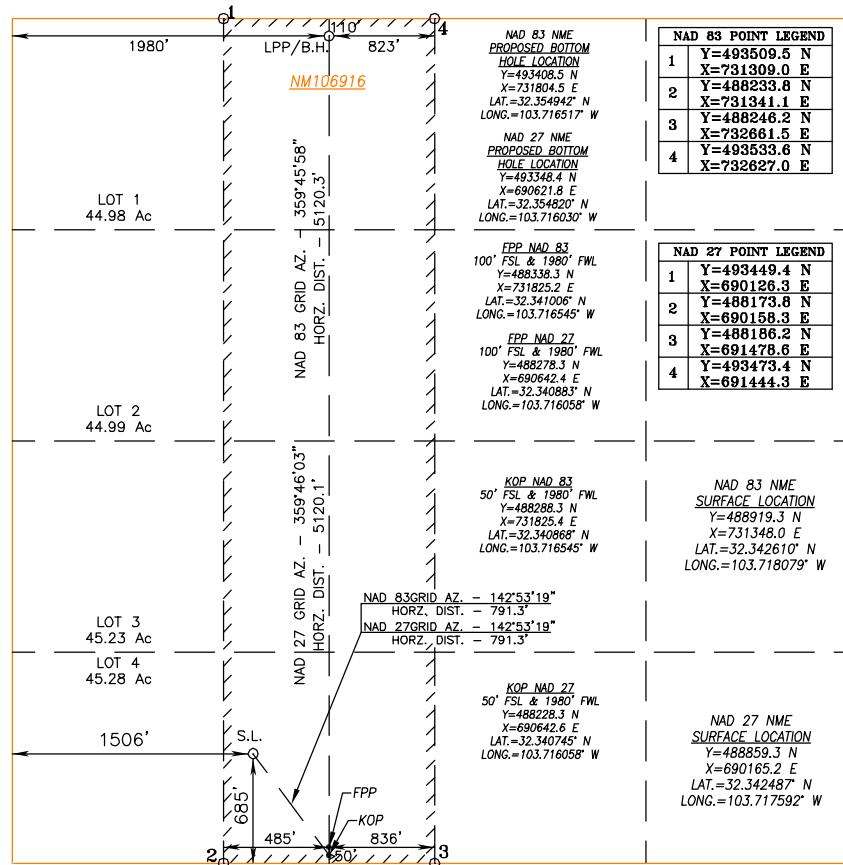 1
4
110'
1980'
LPP/B.H.
823'
NM106916
NAD 83 NME
PROPOSED BOTTOM
HOLE LOCATION
Y=493408.5 N
X=731804.5 E
LAT.=32.354942° N
LONG.=103.716517° W
NAD 27 NME
PROPOSED BOTTOM
HOLE LOCATION
Y=493348.4 N
X=690621.8 E
LAT.=32.354820° N
LONG.=103.716030° W
NAD 83 POINT LEGEND
1 Y=493509.5 N
X=731309.0 E
2 Y=488233.8 N
X=731341.1 E
3 Y=488246.2 N
X=732661.5 E
4 Y=493533.6 N
X=732627.0 E
LOT 1
44.98 Ac
NAD 83 GRID AZ. - 359°45'58"
HORZ. DIST. - 5120.3'
FPP NAD 83
100' FSL & 1980' FWL
Y=488338.3 N
X=731825.2 E
LAT.=32.341006° N
LONG.=103.716545° W
FPP NAD 27
100' FSL & 1980' FWL
Y=488278.3 N
X=690642.4 E
LAT.=32.340883° N
LONG.=103.716058° W
NAD 27 POINT LEGEND
1 Y=493449.4 N
X=690126.3 E
2 Y=488173.8 N
X=690158.3 E
3 Y=488186.2 N
X=691478.6 E
4 Y=493473.4 N
X=691444.3 E
LOT 2
44.99 Ac
NAD 27 GRID AZ. - 359°46'03"
HORZ. DIST. - 5120.1'
KOP NAD 83
50' FSL & 1980' FWL
Y=488288.3 N
X=731825.4 E
LAT.=32.340868° N
LONG.=103.716545° W
NAD 83 NME
SURFACE LOCATION
Y=488919.3 N
X=731348.0 E
LAT.=32.342610° N
LONG.=103.718079° W
NAD 83GRID AZ. - 142°53'19"
HORZ. DIST. - 791.3'
NAD 27GRID AZ. - 142°53'19"
HORZ. DIST. - 791.3'
LOT 3
45.23 Ac
LOT 4
45.28 Ac
KOP NAD 27
50' FSL & 1980' FWL
Y=488228.3 N
X=690642.6 E
LAT.=32.340745° N
LONG.=103.716058° W
NAD 27 NME
SURFACE LOCATION
Y=488859.3 N
X=690165.2 E
LAT.=32.342487° N
LONG.=103.717592° W
1506'
S.L.
685'
FPP
KOP
485'
836'
2
50'
3